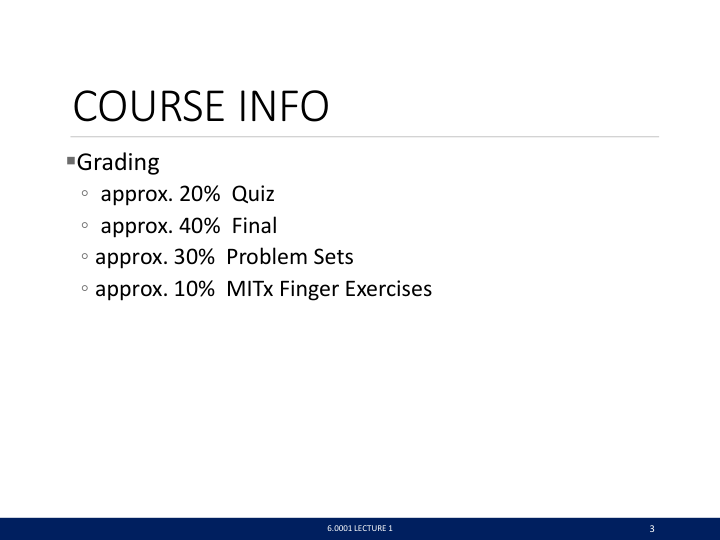 COURSE INFO
▪Grading
◦ approx. 20% Quiz
◦ approx. 40% Final
◦ approx. 30% Problem Sets
◦ approx. 10% MITx Finger Exercises
6.0001 LECTURE 1
3